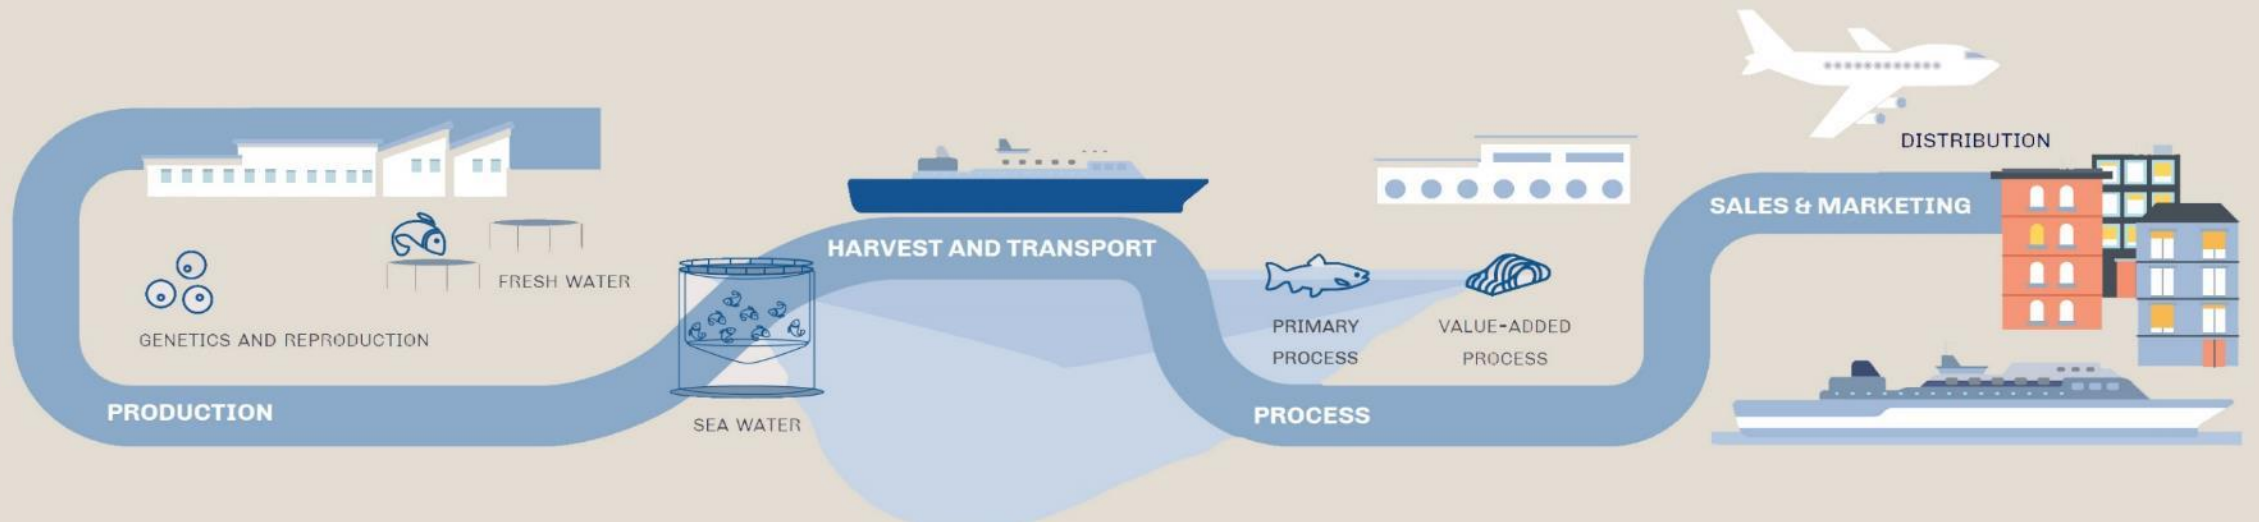 GENETICS AND REPRODUCTION
FRESH WATER
PRODUCTION
SEA WATER
HARVEST AND TRANSPORT
PRIMARY
PROCESS
VALUE-ADDED
PROCESS
PROCESS
SALES & MARKETING
DISTRIBUTION